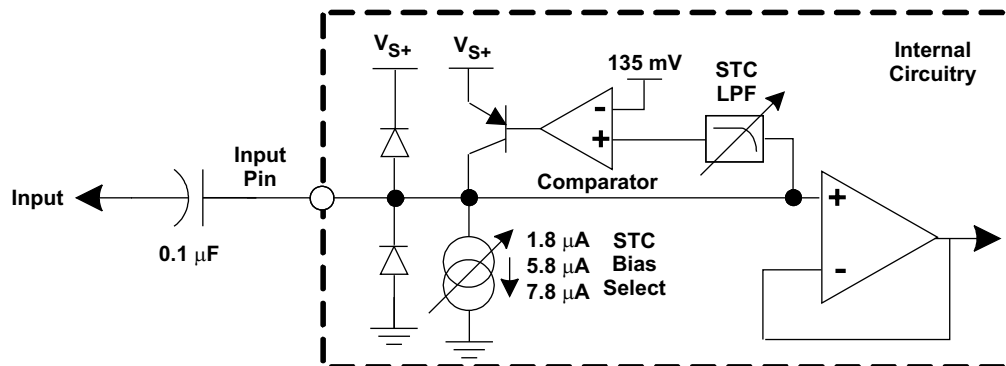 V_S+
V_S+
135 mV
STC
LPF
Internal
Circuitry
-
+
Input
Pin
Input
0.1 μF
Comparator
1.8 μA
5.8 μA
7.8 μA
STC
Bias
Select
+
-